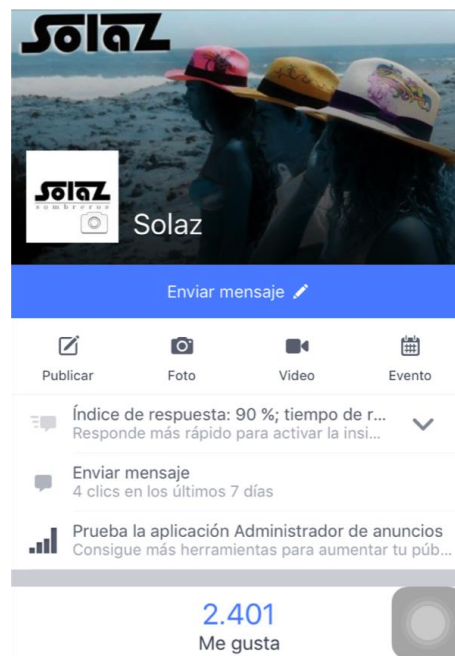 Solaz
Solaz
sombreros
Solaz
Enviar mensaje
Publicar
Foto
Video
Evento
Índice de respuesta: 90 %; tiempo de r...
Responde más rápido para activar la insi...
Enviar mensaje
4 clics en los últimos 7 días
Prueba la aplicación Administrador de anuncios
Consigue más herramientas para aumentar tu púb...
2.401
Me gusta